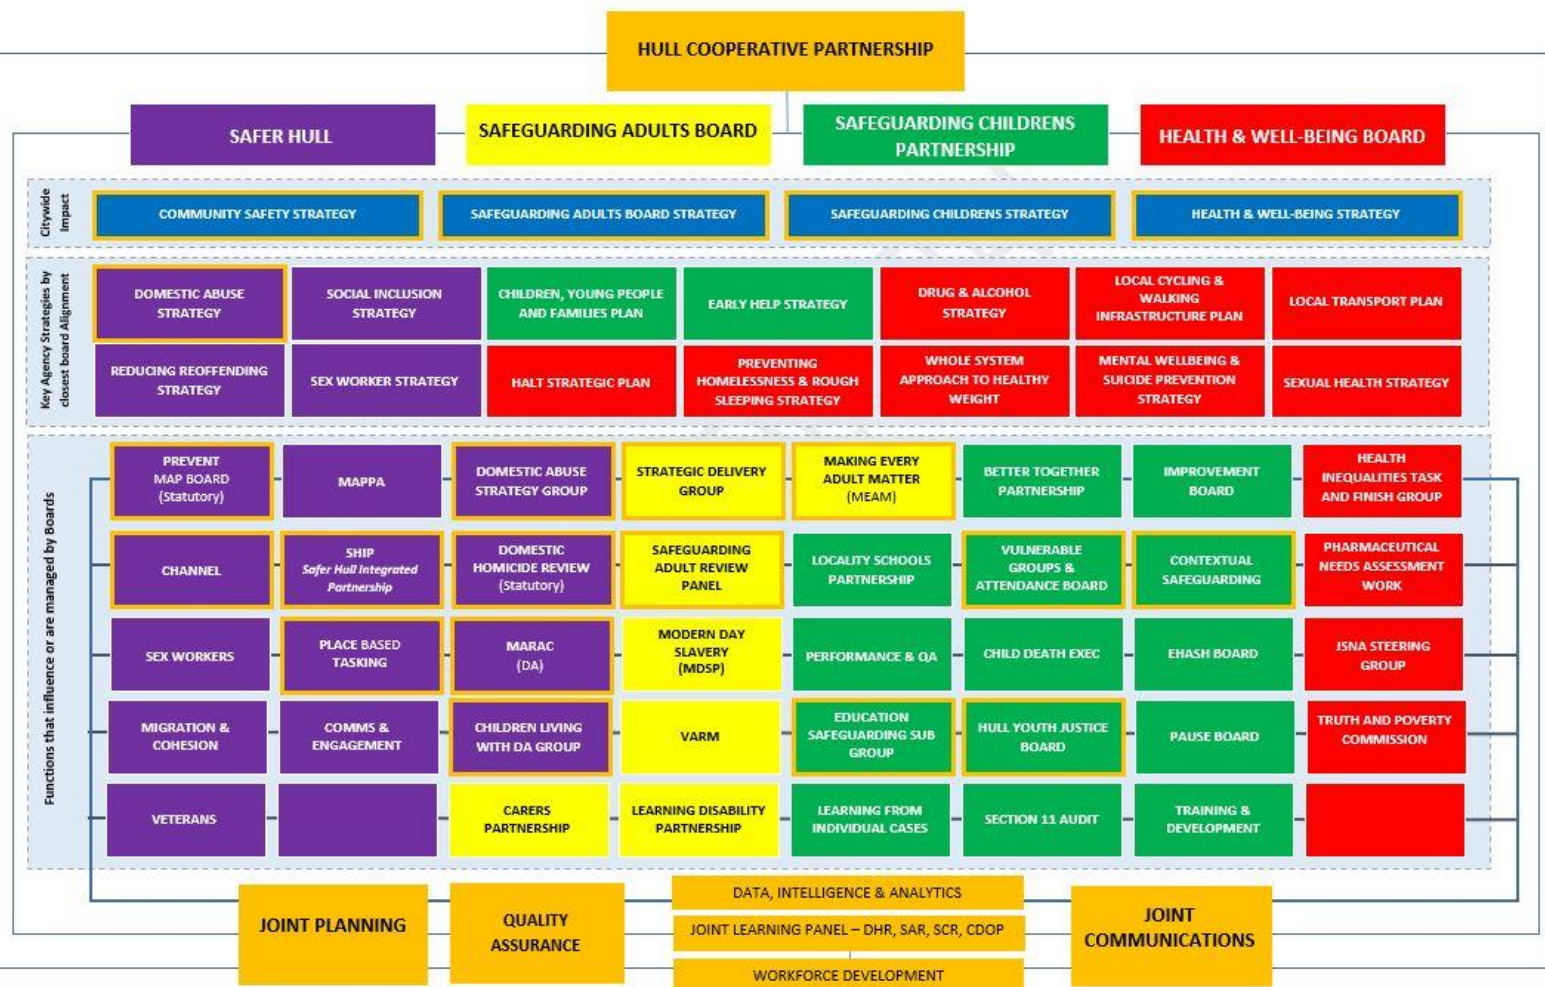 HULL COOPERATIVE PARTNERSHIP
SAFER HULL
SAFEGUARDING ADULTS BOARD
SAFEGUARDING CHILDRENS
PARTNERSHIP
HEALTH & WELL-BEING BOARD
Citywide
Impact
COMMUNITY SAFETY STRATEGY
SAFEGUARDING ADULTS BOARD STRATEGY
SAFEGUARDING CHILDRENS STRATEGY
HEALTH & WELL-BEING STRATEGY
Key Agency Strategies by
closest board Alignment
DOMESTIC ABUSE
STRATEGY
SOCIAL INCLUSION
STRATEGY
CHILDREN, YOUNG PEOPLE
AND FAMILIES PLAN
EARLY HELP STRATEGY
DRUG & ALCOHOL
STRATEGY
LOCAL CYCLING &
WALKING
INFRASTRUCTURE PLAN
LOCAL TRANSPORT PLAN
REDUCING REOFFENDING
STRATEGY
SEX WORKER STRATEGY
HALT STRATEGIC PLAN
PREVENTING
HOMELESSNESS & ROUGH
SLEEPING STRATEGY
WHOLE SYSTEM
APPROACH TO HEALTHY
WEIGHT
MENTAL WELLBEING &
SUICIDE PREVENTION
STRATEGY
SEXUAL HEALTH STRATEGY
Functions that influence or are managed by Boards
PREVENT
MAP BOARD
(Statutory)
MAPPA
DOMESTIC ABUSE
STRATEGY GROUP
STRATEGIC DELIVERY
GROUP
MAKING EVERY
ADULT MATTER
(MEAM)
BETTER TOGETHER
PARTNERSHIP
IMPROVEMENT
BOARD
HEALTH
INEQUALITIES TASK
AND FINISH GROUP
CHANNEL
SHIP
Safer Hull Integrated
Partnership
DOMESTIC
HOMICIDE REVIEW
(Statutory)
SAFEGUARDING
ADULT REVIEW
PANEL
LOCALITY SCHOOLS
PARTNERSHIP
VULNERABLE
GROUPS &
ATTENDANCE BOARD
CONTEXTUAL
SAFEGUARDING
PHARMACEUTICAL
NEEDS ASSESSMENT
WORK
SEX WORKERS
PLACE BASED
TASKING
MARAC
(DA)
MODERN DAY
SLAVERY
(MDSP)
PERFORMANCE & QA
CHILD DEATH EXEC
EHASH BOARD
JSNA STEERING
GROUP
MIGRATION &
COHESION
COMMS &
ENGAGEMENT
CHILDREN LIVING
WITH DA GROUP
VARM
EDUCATION
SAFEGUARDING SUB
GROUP
HULL YOUTH JUSTICE
BOARD
PAUSE BOARD
TRUTH AND POVERTY
COMMISSION
VETERANS
CARERS
PARTNERSHIP
LEARNING DISABILITY
PARTNERSHIP
LEARNING FROM
INDIVIDUAL CASES
SECTION 11 AUDIT
TRAINING &
DEVELOPMENT
JOINT PLANNING
QUALITY
ASSURANCE
DATA, INTELLIGENCE & ANALYTICS
JOINT LEARNING PANEL – DHR, SAR, SCR, CDOP
WORKFORCE DEVELOPMENT
JOINT
COMMUNICATIONS